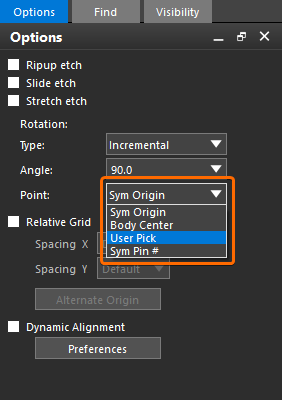 Options Find Visibility
Options
Ripup etch
Slide etch
Stretch etch
Rotation:
Type: Incremental
Angle: 90.0
Point: Sym Origin
Sym Origin
Body Center
User Pick
Sym Pin #
Relative Grid
Spacing X
Spacing Y Default
Alternate Origin
Dynamic Alignment
Preferences